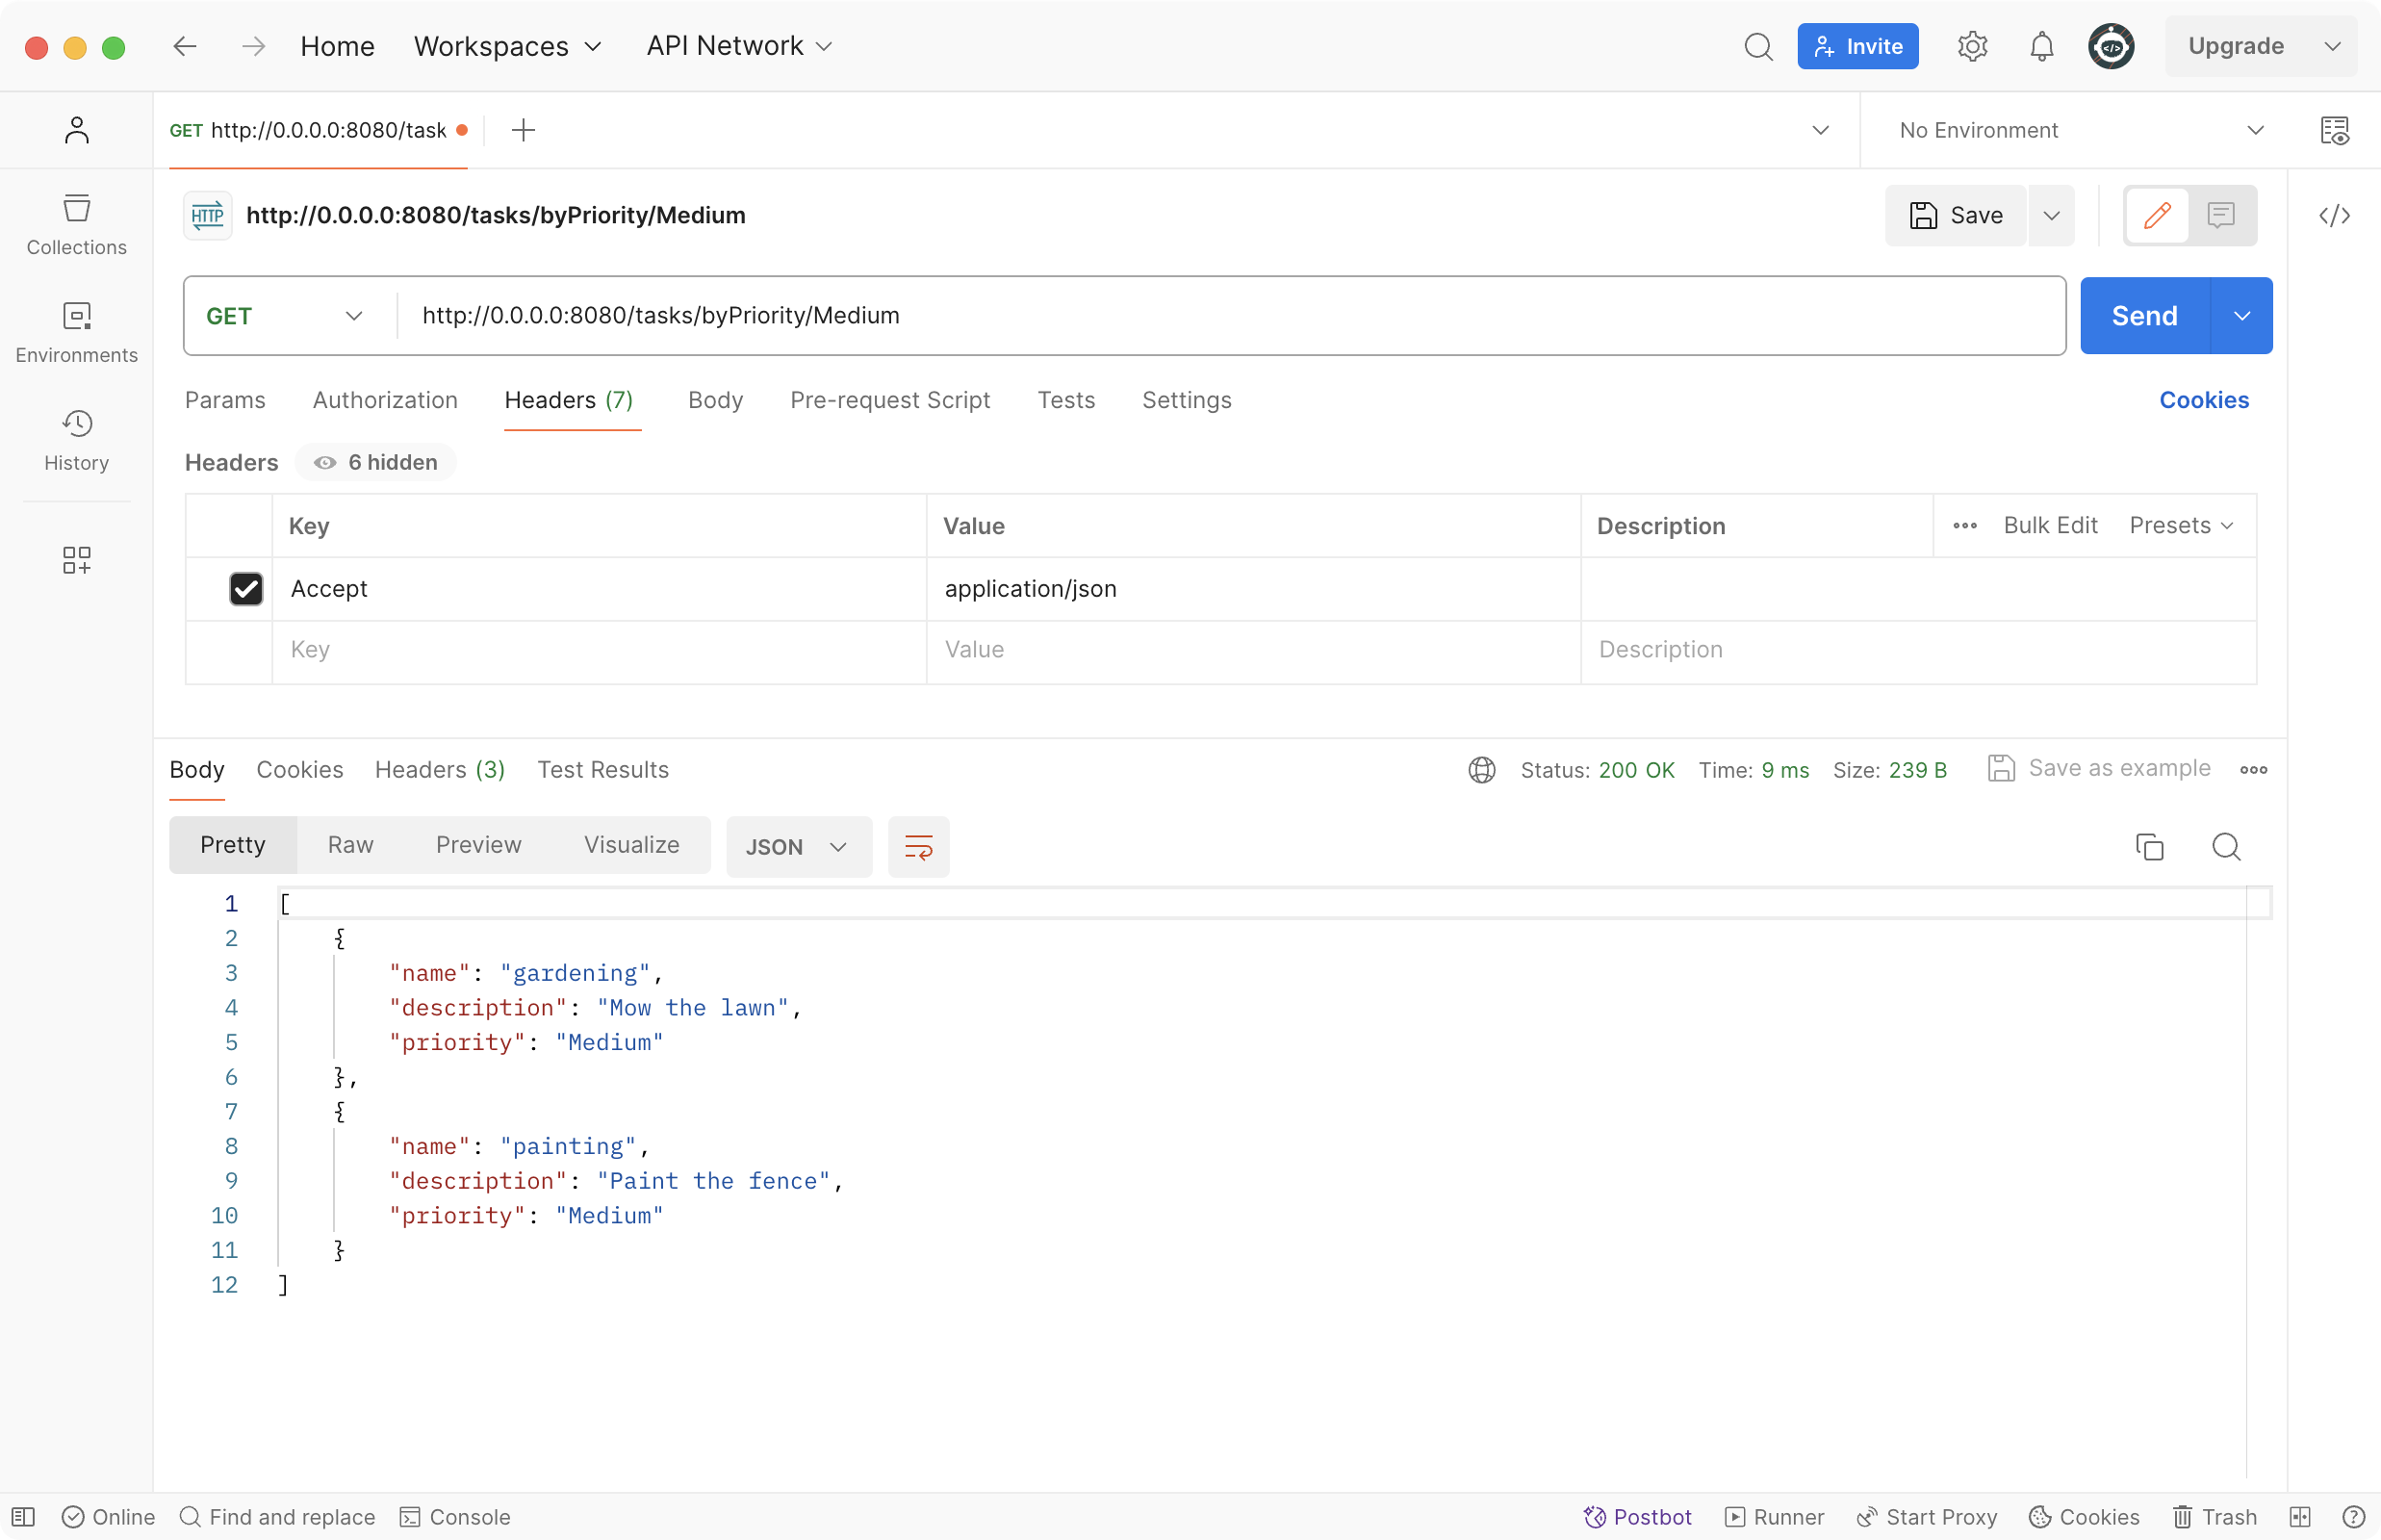 Home Workspaces API Network Invite Upgrade
GET http://0.0.0.0:8080/task No Environment
HTTP http://0.0.0.0:8080/tasks/byPriority/Medium Save
Collections
Environments
History
GET http://0.0.0.0:8080/tasks/byPriority/Medium Send
Params Authorization Headers (7) Body Pre-request Script Tests Settings Cookies
Headers 6 hidden
Key Value Description Bulk Edit Presets
Accept application/json
Key Value Description
Body Cookies Headers (3) Test Results Status: 200 OK Time: 9 ms Size: 239 B Save as example
Pretty Raw Preview Visualize JSON
1 [
2 {
3 "name": "gardening",
4 "description": "Mow the lawn",
5 "priority": "Medium"
6 },
7 {
8 "name": "painting",
9 "description": "Paint the fence",
10 "priority": "Medium"
11 }
12 ]
Online Find and replace Console Postbot Runner Start Proxy Cookies Trash